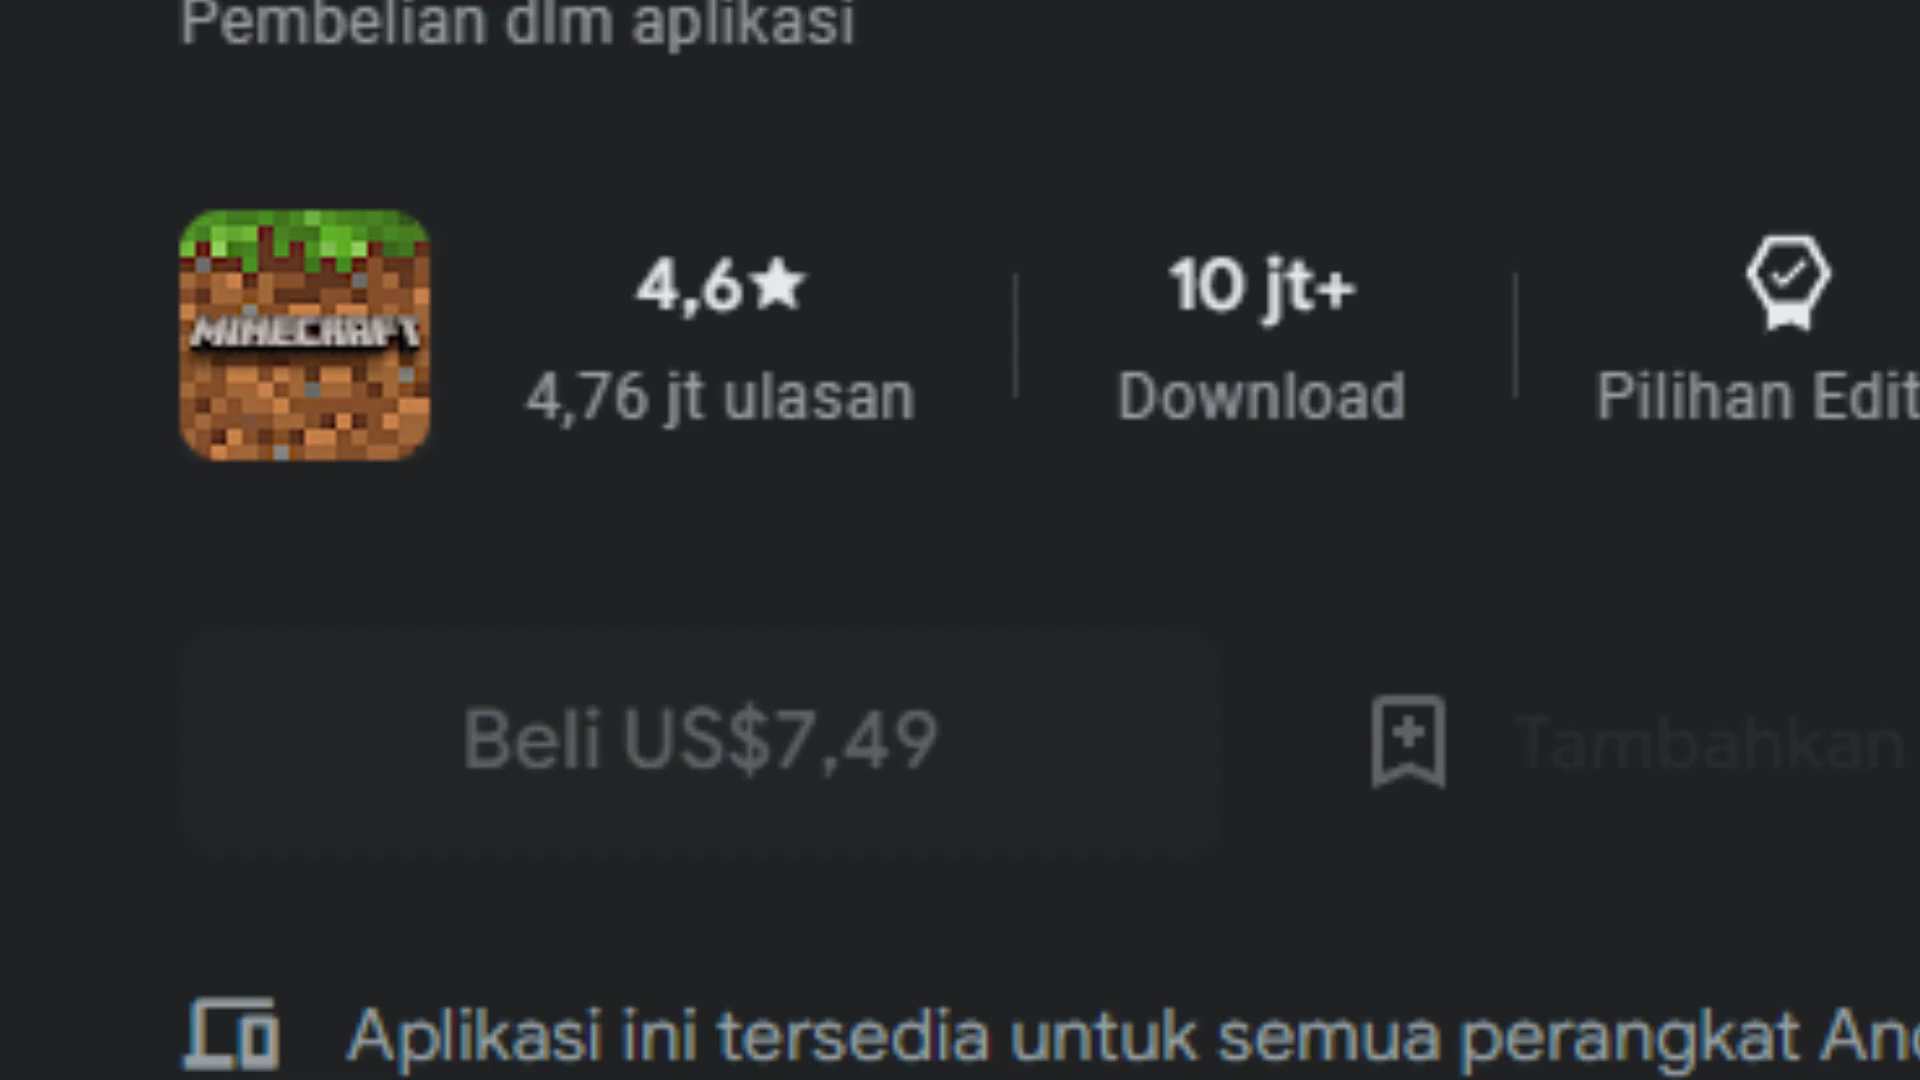 Pembelian dlm aplikasi
MINECRAFT
4,6★
10 jt+
4,76 jt ulasan
Download
Pilihan Edit
Beli US$7,49
Tambahkan
Aplikasi ini tersedia untuk semua perangkat And